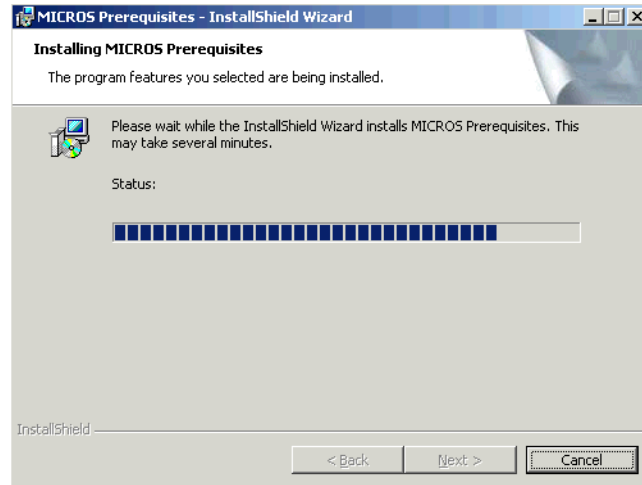 MICROS Prerequisites - InstallShield Wizard
Installing MICROS Prerequisites
The program features you selected are being installed.
Please wait while the InstallShield Wizard installs MICROS Prerequisites. This
may take several minutes.
Status:
InstallShield
< Back Next > Cancel